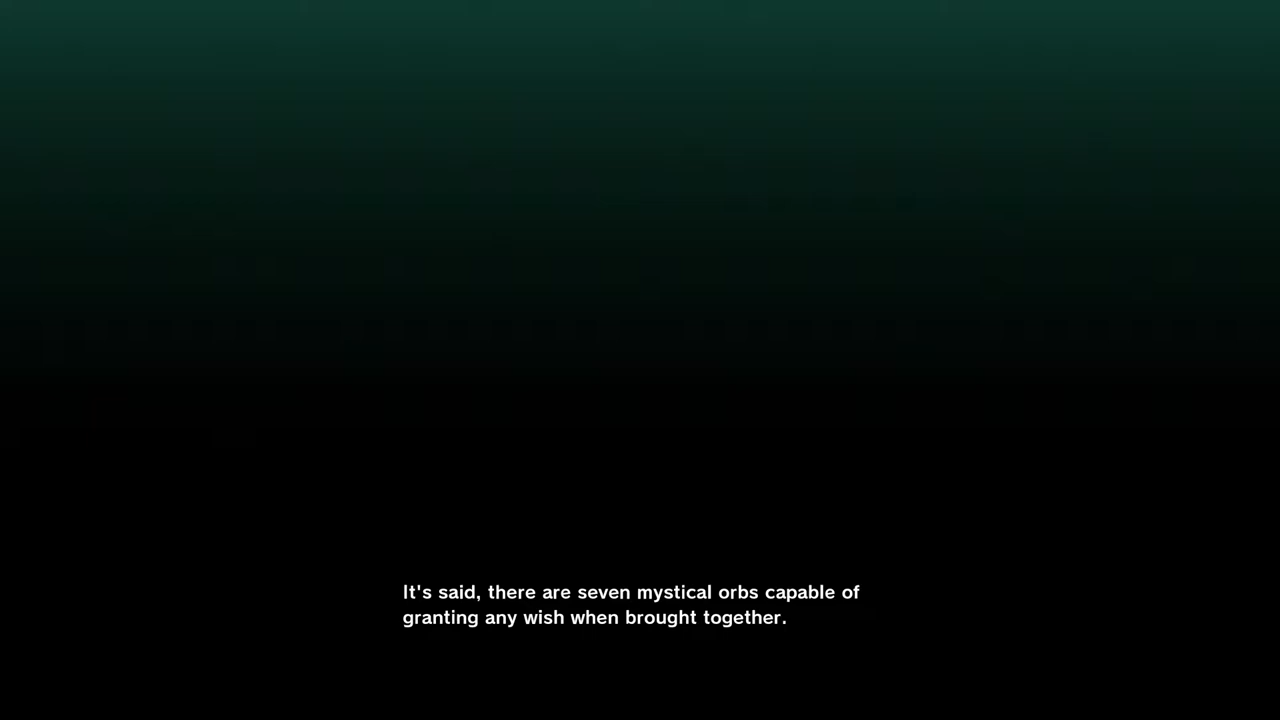 It's said, there are seven mystical orbs capable of
granting any wish when brought together.